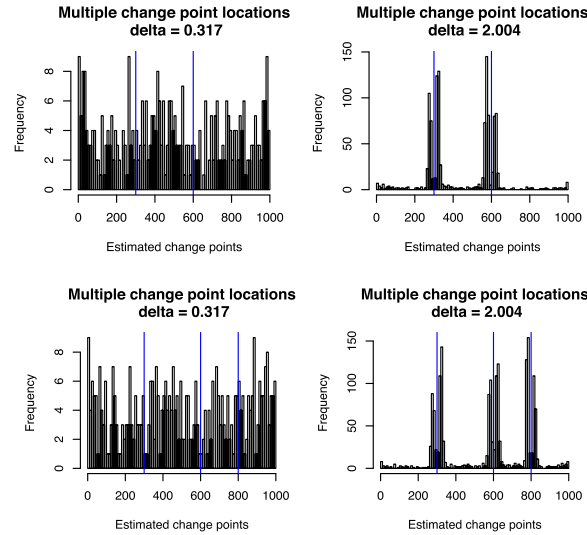 Multiple change point locations
delta = 0.317
Frequency
0 2 4 6 8
0 200 400 600 800 1000
Estimated change points
Multiple change point locations
delta = 2.004
Frequency
0 50 100 150
0 200 400 600 800 1000
Estimated change points
Multiple change point locations
delta = 0.317
Frequency
0 2 4 6 8
0 200 400 600 800 1000
Estimated change points
Multiple change point locations
delta = 2.004
Frequency
0 50 100 150
0 200 400 600 800 1000
Estimated change points